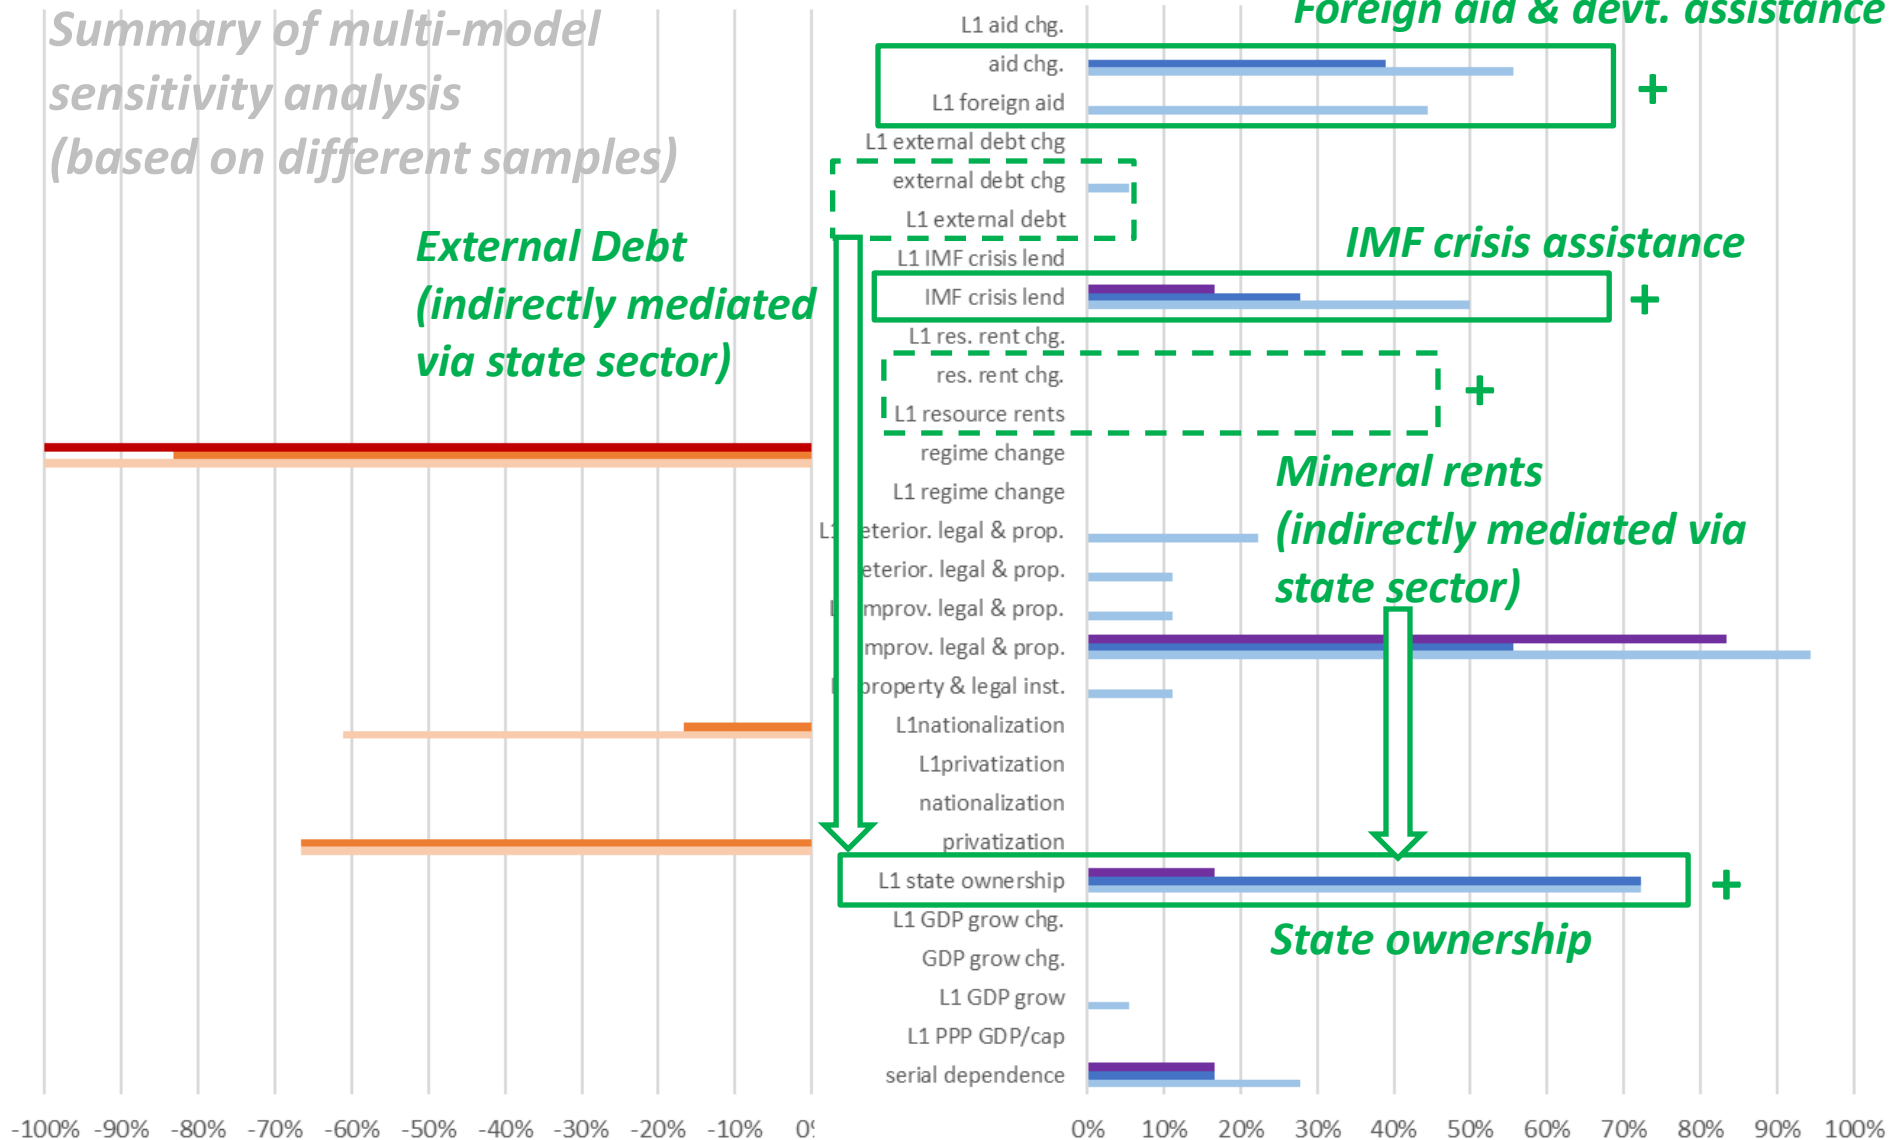 Summary of multi-model
sensitivity analysis
(based on different samples)
Foreign aid & devt. assistance
L1 aid chg.
aid chg.
L1 foreign aid
+
L1 external debt chg
external debt chg
L1 external debt
External Debt
(indirectly mediated
via state sector)
IMF crisis assistance
L1 IMF crisis lend
IMF crisis lend
+
L1 res. rent chg.
res. rent chg.
L1 resource rents
+
regime change
L1 regime change
Mineral rents
(indirectly mediated via
state sector)
L1 eterior. legal & prop.
eterior. legal & prop.
mprov. legal & prop.
mprov. legal & prop.
property & legal inst.
L1nationalization
L1privatization
nationalization
privatization
L1 state ownership
+
State ownership
L1 GDP grow chg.
GDP grow chg.
L1 GDP grow
L1 PPP GDP/cap
serial dependence
-100% -90% -80% -70% -60% -50% -40% -30% -20% -10% 0
0% 10% 20% 30% 40% 50% 60% 70% 80% 90% 100%